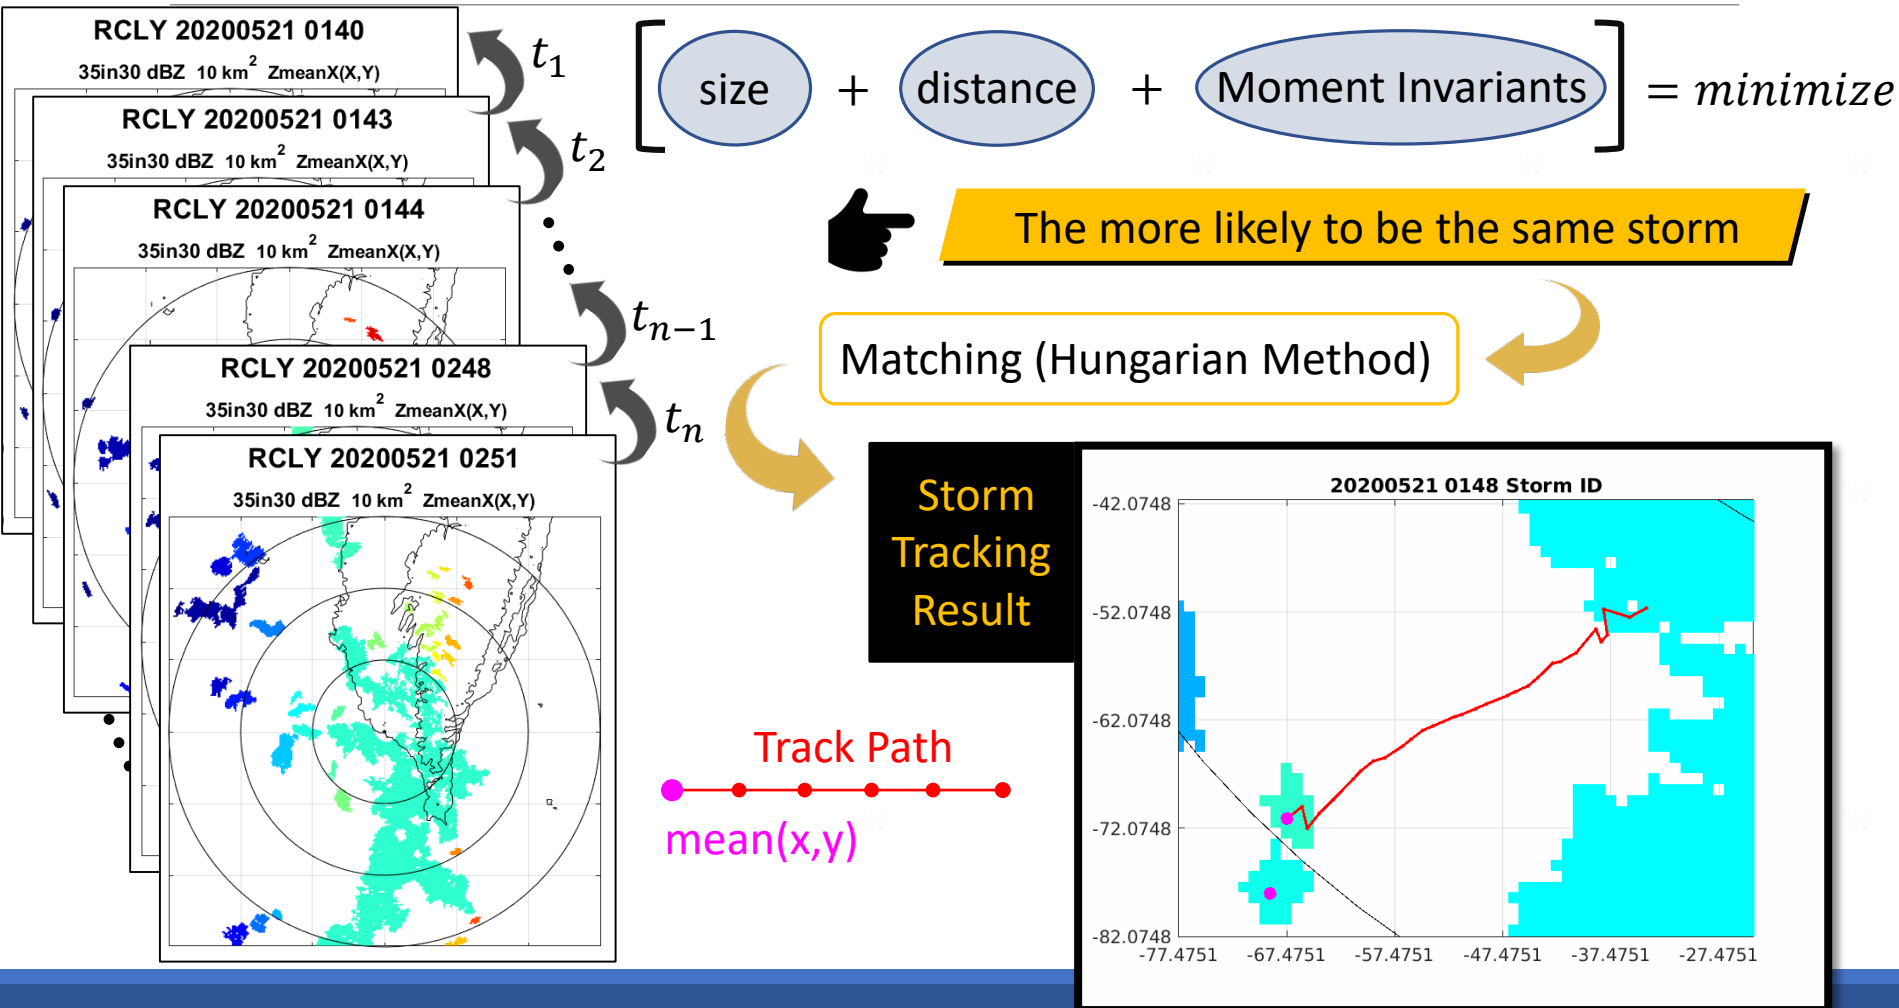 RCLY 20200521 0140
35in30 dBZ 10 km² ZmeanX(X,Y)
RCLY 20200521 0143
35in30 dBZ 10 km² ZmeanX(X,Y)
RCLY 20200521 0144
35in30 dBZ 10 km² ZmeanX(X,Y)
RCLY 20200521 0248
35in30 dBZ 10 km² ZmeanX(X,Y)
RCLY 20200521 0251
35in30 dBZ 10 km² ZmeanX(X,Y)
t₁
t₂
tₙ₋₁
tₙ
[ size + distance + Moment Invariants ] = minimize
The more likely to be the same storm
Matching (Hungarian Method)
Storm
Tracking
Result
Track Path
mean(x,y)
20200521 0148 Storm ID
-42.0748
-52.0748
-62.0748
-72.0748
-82.0748
-77.4751 -67.4751 -57.4751 -47.4751 -37.4751 -27.4751